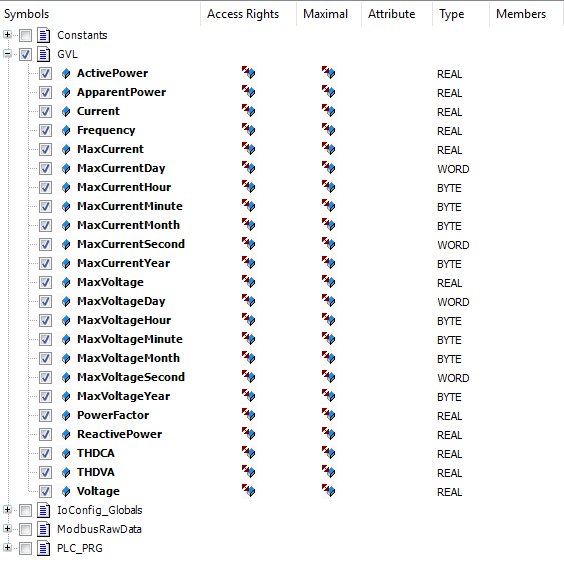 Symbols Access Rights Maximal Attribute Type Members
Constants
GVL
ActivePower REAL
ApparentPower REAL
Current REAL
Frequency REAL
MaxCurrent REAL
MaxCurrentDay WORD
MaxCurrentHour BYTE
MaxCurrentMinute BYTE
MaxCurrentMonth BYTE
MaxCurrentSecond WORD
MaxCurrentYear BYTE
MaxVoltage REAL
MaxVoltageDay WORD
MaxVoltageHour BYTE
MaxVoltageMinute BYTE
MaxVoltageMonth BYTE
MaxVoltageSecond WORD
MaxVoltageYear BYTE
PowerFactor REAL
ReactivePower REAL
THDCA REAL
THDVA REAL
Voltage REAL
IoConfig_Globals
ModbusRawData
PLC_PRG